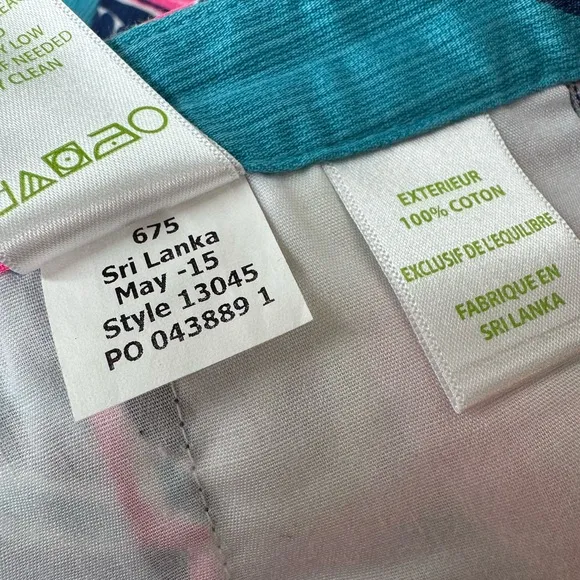 Y LOW
IF NEEDED
CLEAN
675
Sri Lanka
May -15
Style 13045
PO 043889 1
EXTERIEUR
100% COTON
EXCLUSIF DE L'EQUILIBRE
FABRIQUE EN
SRI LANKA